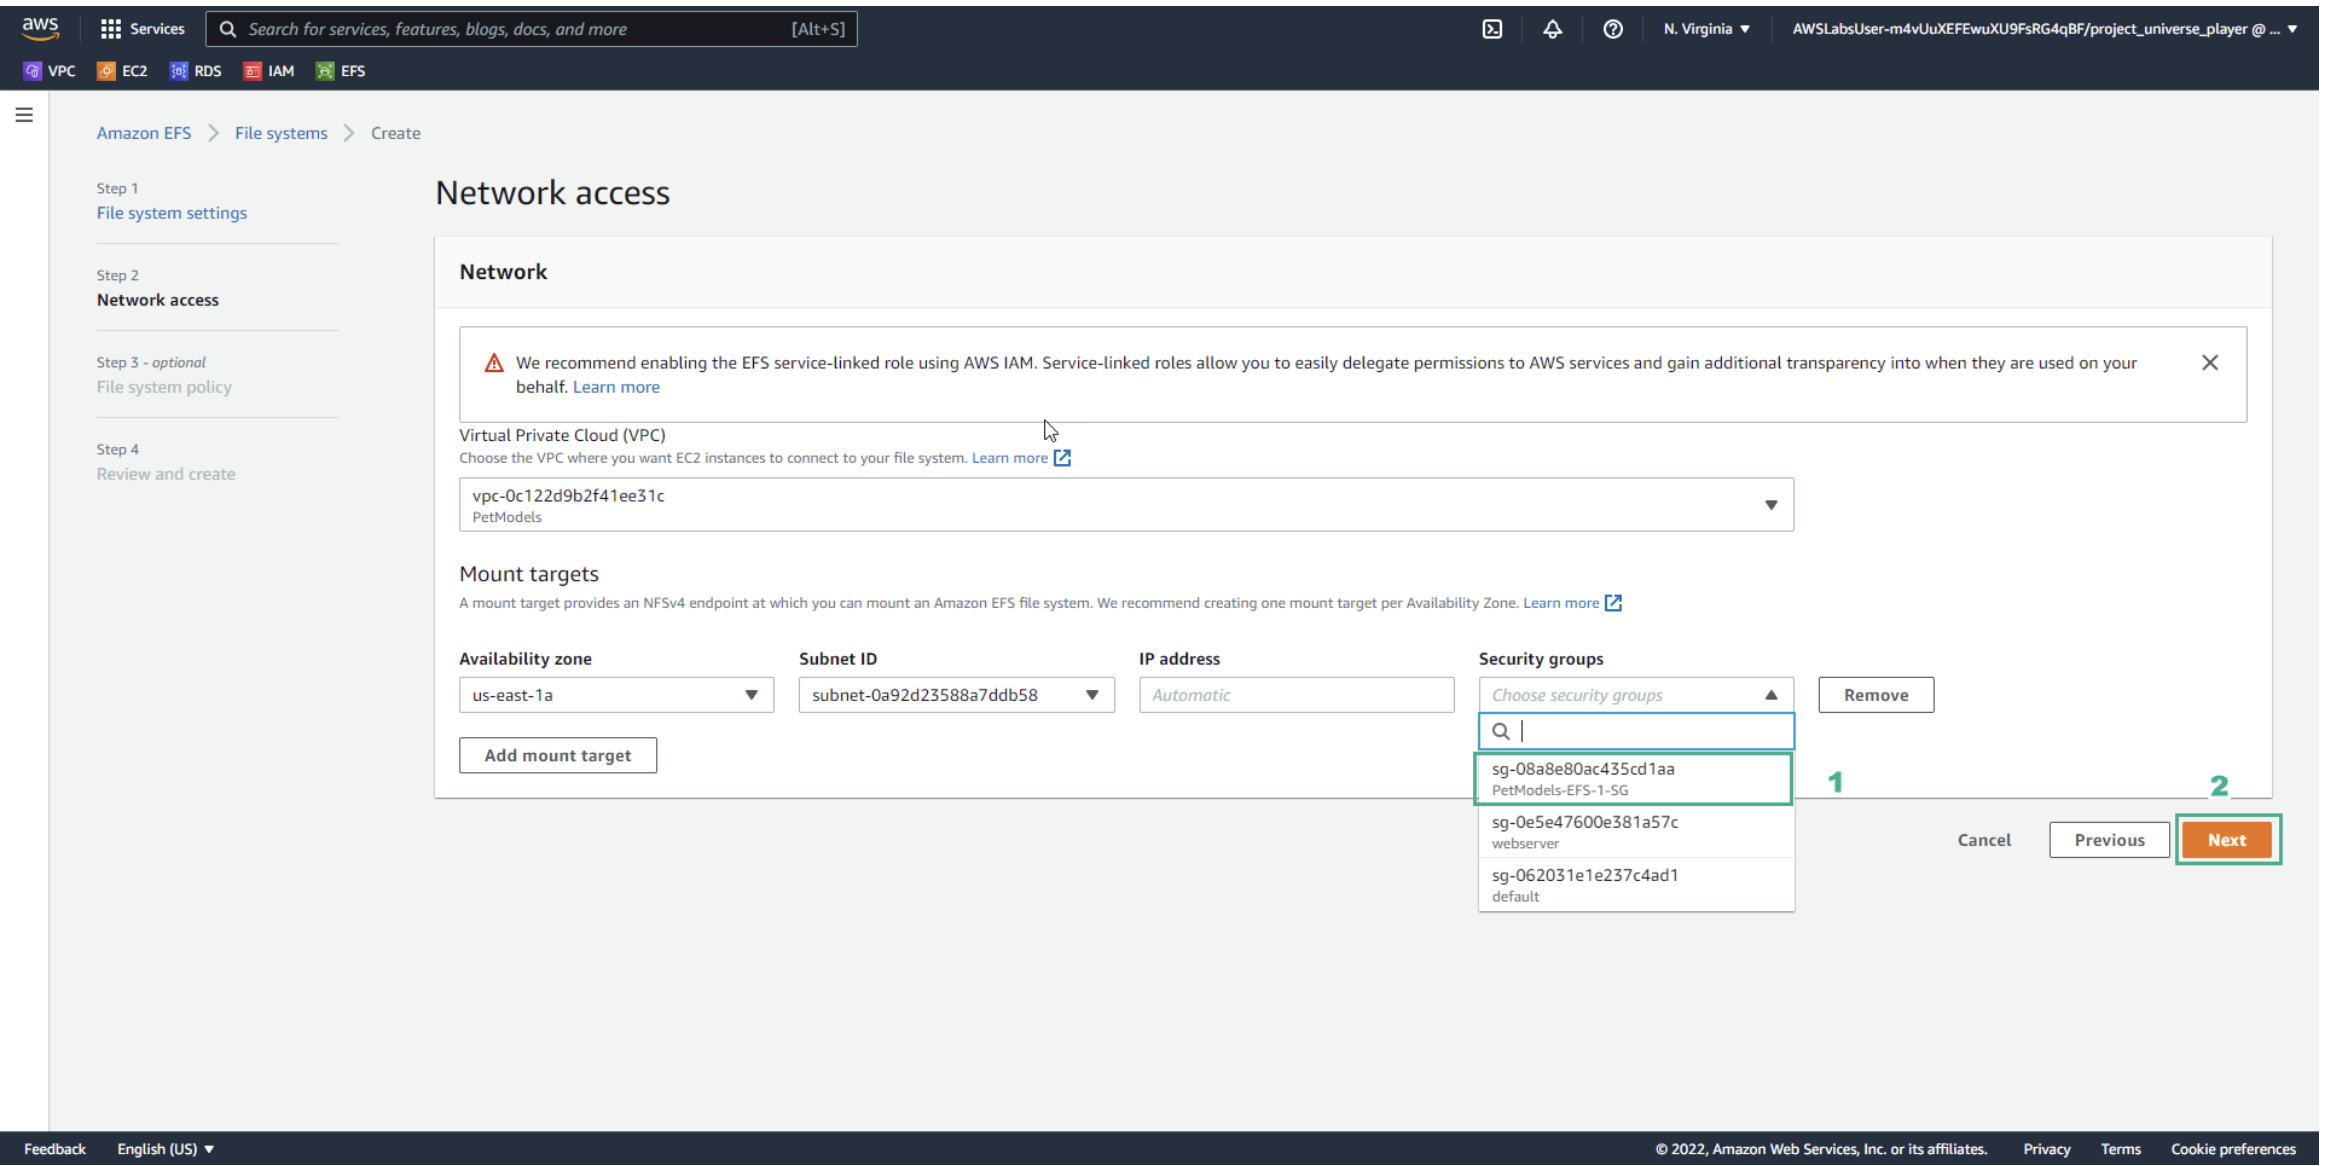 aws
Services
Search for services, features, blogs, docs, and more
[Alt+S]
N. Virginia ▼
AWSLabsUser-m4vUuXEFEwuXU9FsRG4qBF/project_universe_player @ ... ▼
VPC
EC2
RDS
IAM
EFS
Amazon EFS > File systems > Create
Step 1
File system settings
Step 2
Network access
Step 3 - optional
File system policy
Step 4
Review and create
Network access
Network
We recommend enabling the EFS service-linked role using AWS IAM. Service-linked roles allow you to easily delegate permissions to AWS services and gain additional transparency into when they are used on your
behalf. Learn more
Virtual Private Cloud (VPC)
Choose the VPC where you want EC2 instances to connect to your file system. Learn more
vpc-0c122d9b2f41ee31c
PetModels
Mount targets
A mount target provides an NFSv4 endpoint at which you can mount an Amazon EFS file system. We recommend creating one mount target per Availability Zone. Learn more
Availability zone
Subnet ID
IP address
Security groups
us-east-1a
subnet-0a92d23588a7ddb58
Automatic
Choose security groups
Remove
Add mount target
sg-08a8e80ac435cd1aa
PetModels-EFS-1-SG
1
sg-0e5e47600e381a57c
webserver
sg-062031e1e237c4ad1
default
2
Cancel
Previous
Next
Feedback
English (US) ▼
© 2022, Amazon Web Services, Inc. or its affiliates.
Privacy
Terms
Cookie preferences